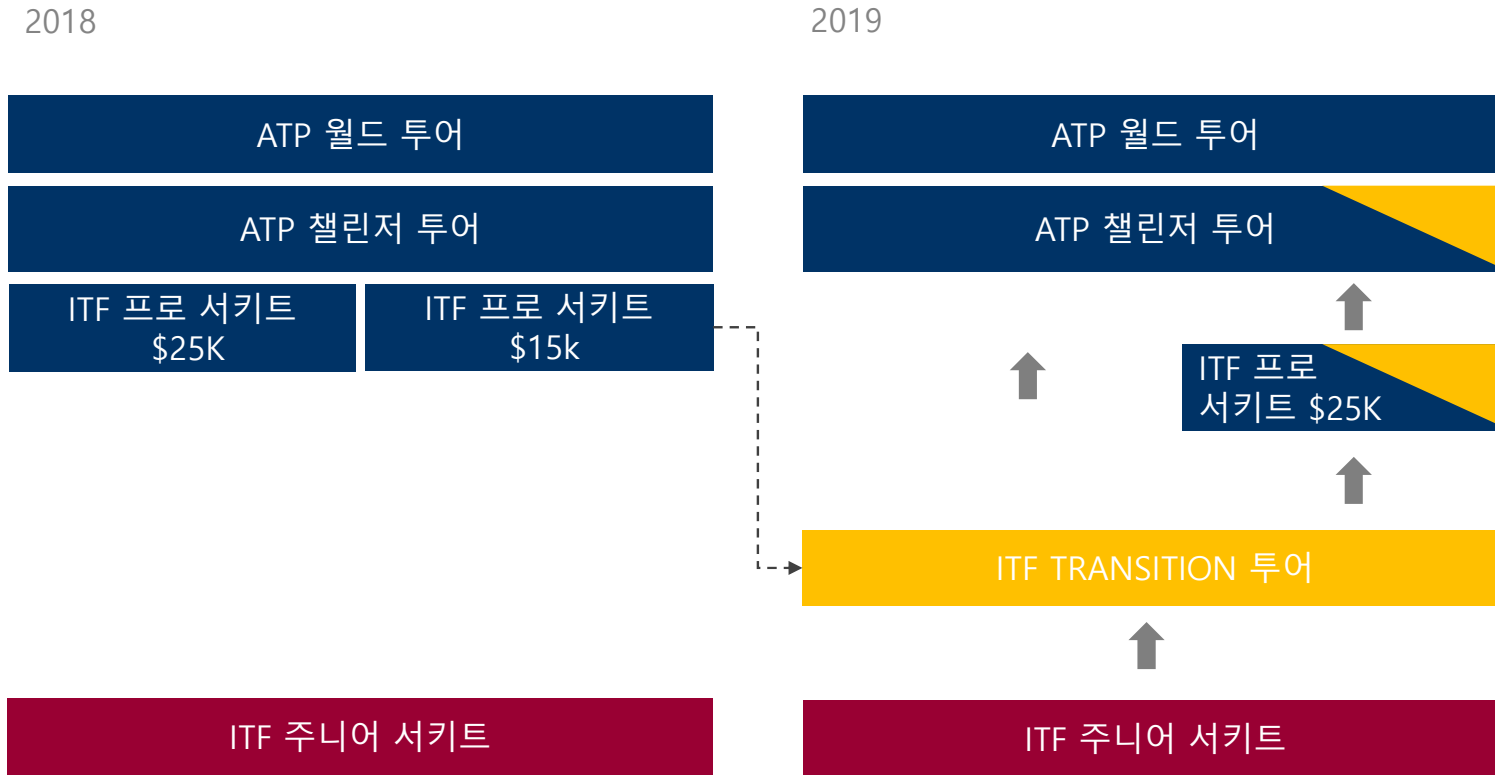 2018
ATP 월드 투어
ATP 챌린저 투어
ITF 프로 서키트
$25K
ITF 프로 서키트
$15k
ITF 주니어 서키트
2019
ATP 월드 투어
ATP 챌린저 투어
ITF 프로
서키트 $25K
ITF TRANSITION 투어
ITF 주니어 서키트